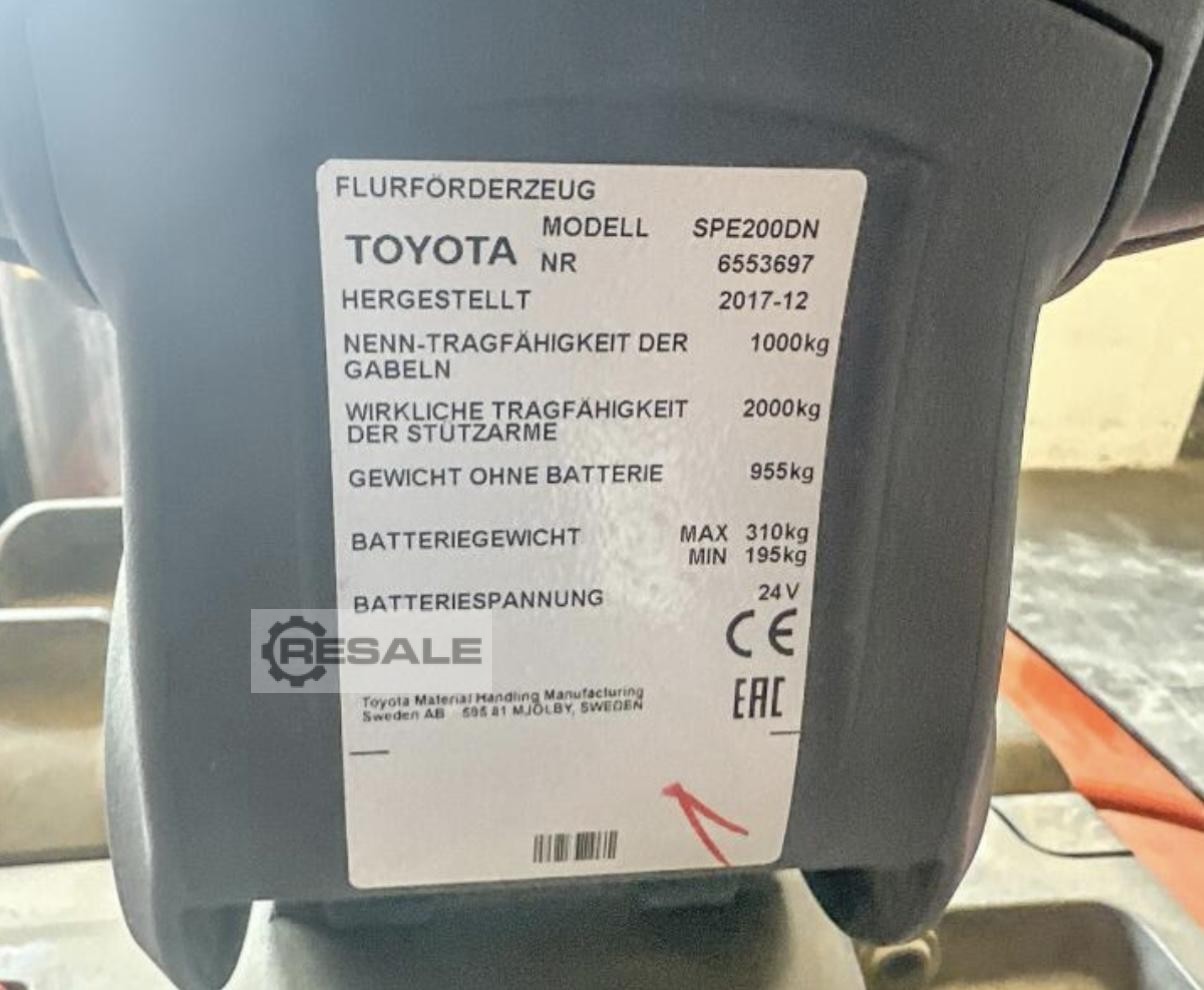 FLURFÖRDERZEUG
TOYOTA MODELL SPE200DN
NR 6553697
HERGESTELLT 2017-12
NENN-TRAGFÄHIGKEIT DER 1000kg
GABELN
WIRKLICHE TRAGFÄHIGKEIT 2000kg
DER STÜTZARME
GEWICHT OHNE BATTERIE 955kg
BATTERIEGEWICHT MAX 310kg
MIN 195kg
BATTERIESPANNUNG 24V
CE
RESALE
Toyota Material Handling Manufacturing
Sweden AB 595 81 MJÖLBY, SWEDEN
EAC